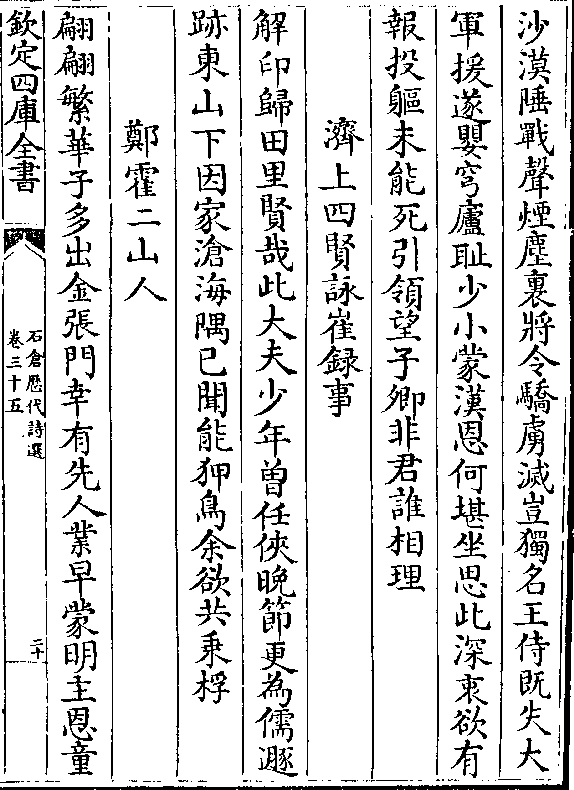 沙漠陲戰聲煙塵裏將令驕虜滅豈獨名王侍既失大
軍援遂嬰穹廬恥少小蒙漢恩何堪坐思此深衷欲有
報投軀未能死引領望子卿非君誰相理
濟上四賢詠崔録事
解印歸田里賢哉此大夫少年曽任俠晚節更為儒遯
跡東山下因家滄海隅已聞能狎鳥余欲共乘桴
鄭霍二山人
翩翩繁華子多出金張門幸有先人業早蒙明主恩童
欽定四庫全書
石倉歴代詩選
卷三十五
二十